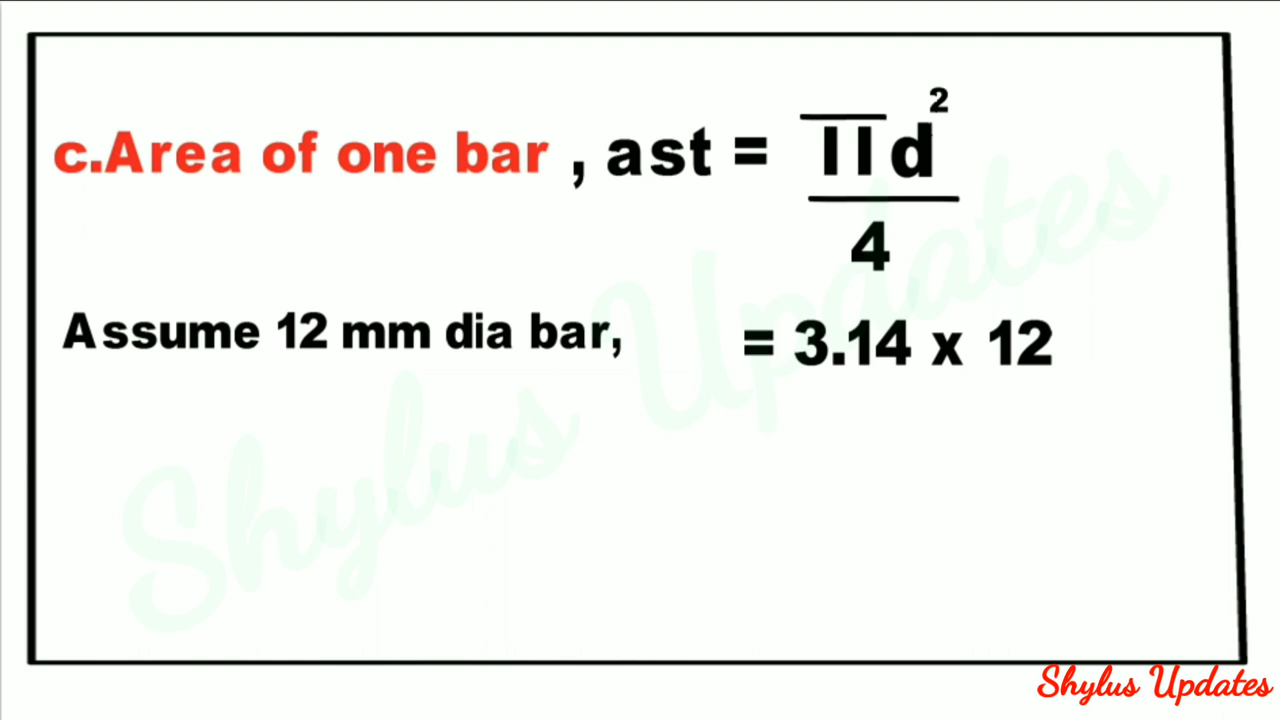 c.Area of one bar , ast = πd²
4
Assume 12 mm dia bar, = 3.14 x 12
Shylus Updates
Shylus Updates